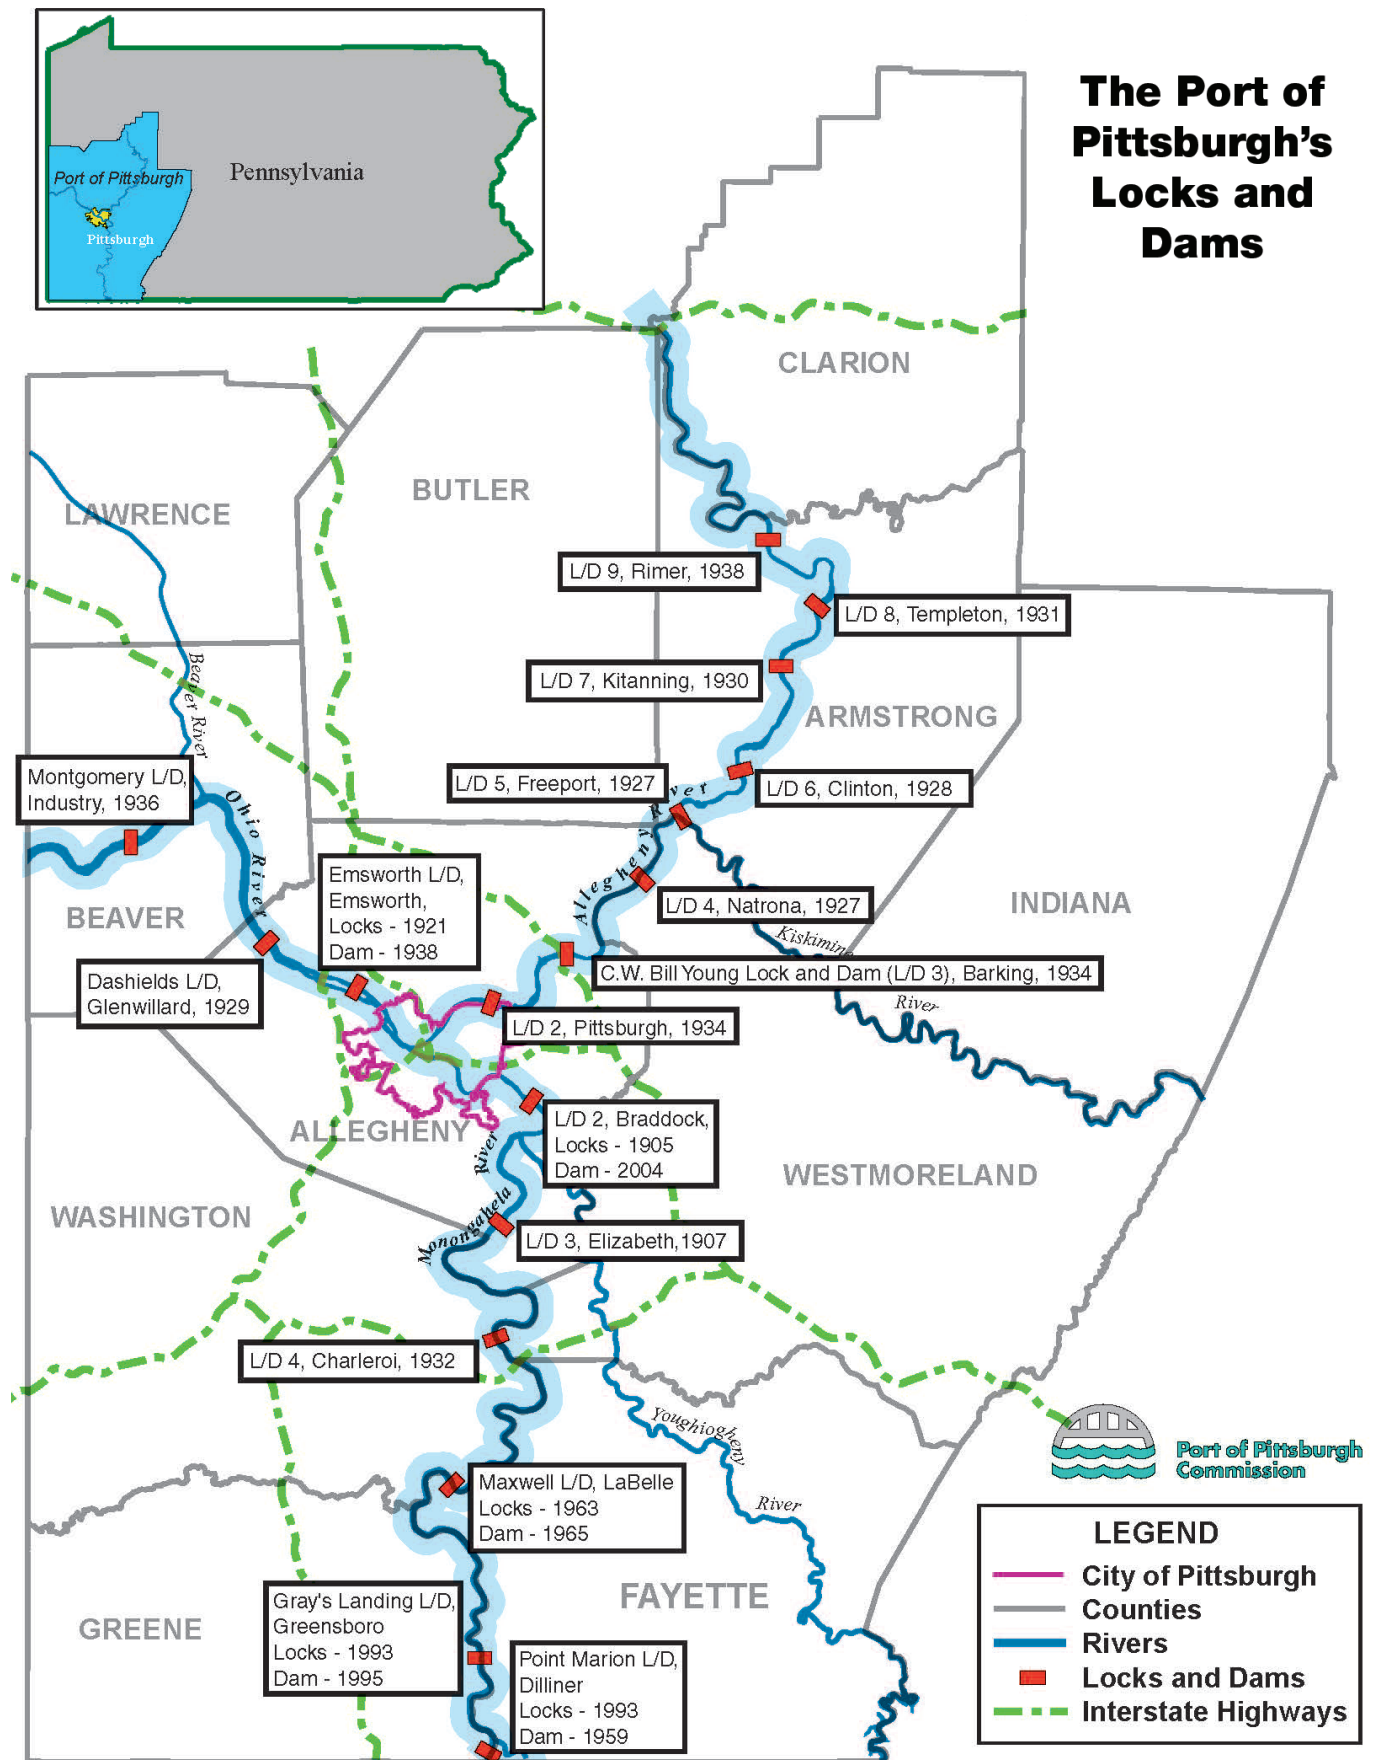 The Port of
Pittsburgh's
Locks and
Dams
Pennsylvania
Port of Pittsburgh
Pittsburgh
CLARION
BUTLER
LAWRENCE
L/D 9, Rimer, 1938
L/D 8, Templeton, 1931
L/D 7, Kitanning, 1930
ARMSTRONG
Beaver River
Montgomery L/D,
Industry, 1936
L/D 5, Freeport, 1927
L/D 6, Clinton, 1928
Ohio River
Allegheny River
Emsworth L/D,
Emsworth,
Locks - 1921
Dam - 1938
L/D 4, Natrona, 1927
INDIANA
BEAVER
Kiskimine
River
C.W. Bill Young Lock and Dam (L/D 3), Barking, 1934
Dashields L/D,
Glenwillard, 1929
L/D 2, Pittsburgh, 1934
ALLEGHENY
L/D 2, Braddock,
Locks - 1905
Dam - 2004
WESTMORELAND
WASHINGTON
Monongahela River
L/D 3, Elizabeth,1907
L/D 4, Charleroi, 1932
Youghiogheny
River
Port of Pittsburgh
Commission
Maxwell L/D, LaBelle
Locks - 1963
Dam - 1965
FAYETTE
GREENE
Gray's Landing L/D,
Greensboro
Locks - 1993
Dam - 1995
Point Marion L/D,
Dilliner
Locks - 1993
Dam - 1959
LEGEND
City of Pittsburgh
Counties
Rivers
Locks and Dams
Interstate Highways